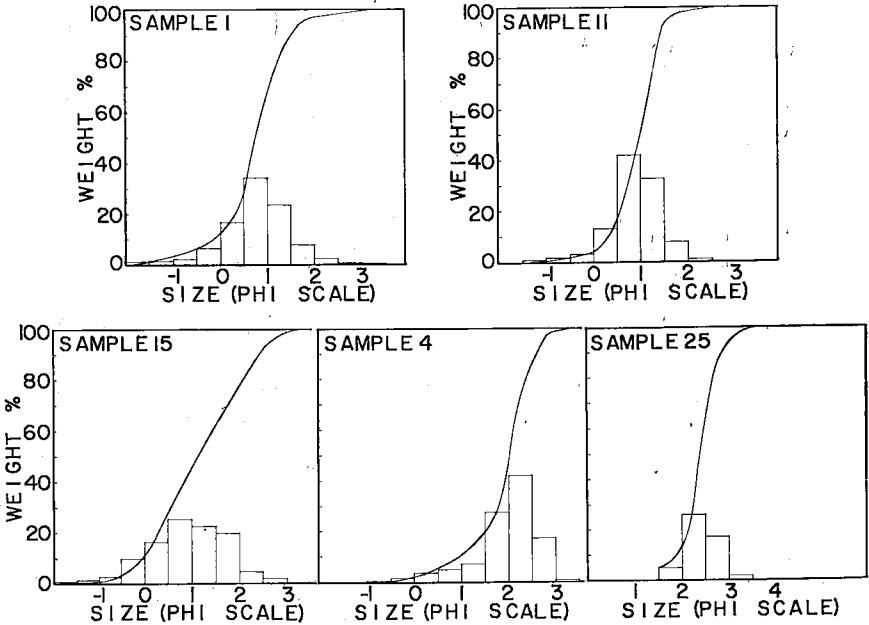 SAMPLE 1
100
80
60
40
20
0
WEIGHT %
-1 0 1 2 3
SIZE (PHI SCALE)
SAMPLE 11
100
80
60
40
20
0
WEIGHT %
-1 0 1 2 3
SIZE (PHI SCALE)
SAMPLE 15
100
80
60
40
20
0
WEIGHT %
-1 0 1 2 3
SIZE (PHI SCALE)
SAMPLE 4
-1 0 1 2 3
SIZE (PHI SCALE)
SAMPLE 25
1 2 3 4
SIZE (PHI SCALE)